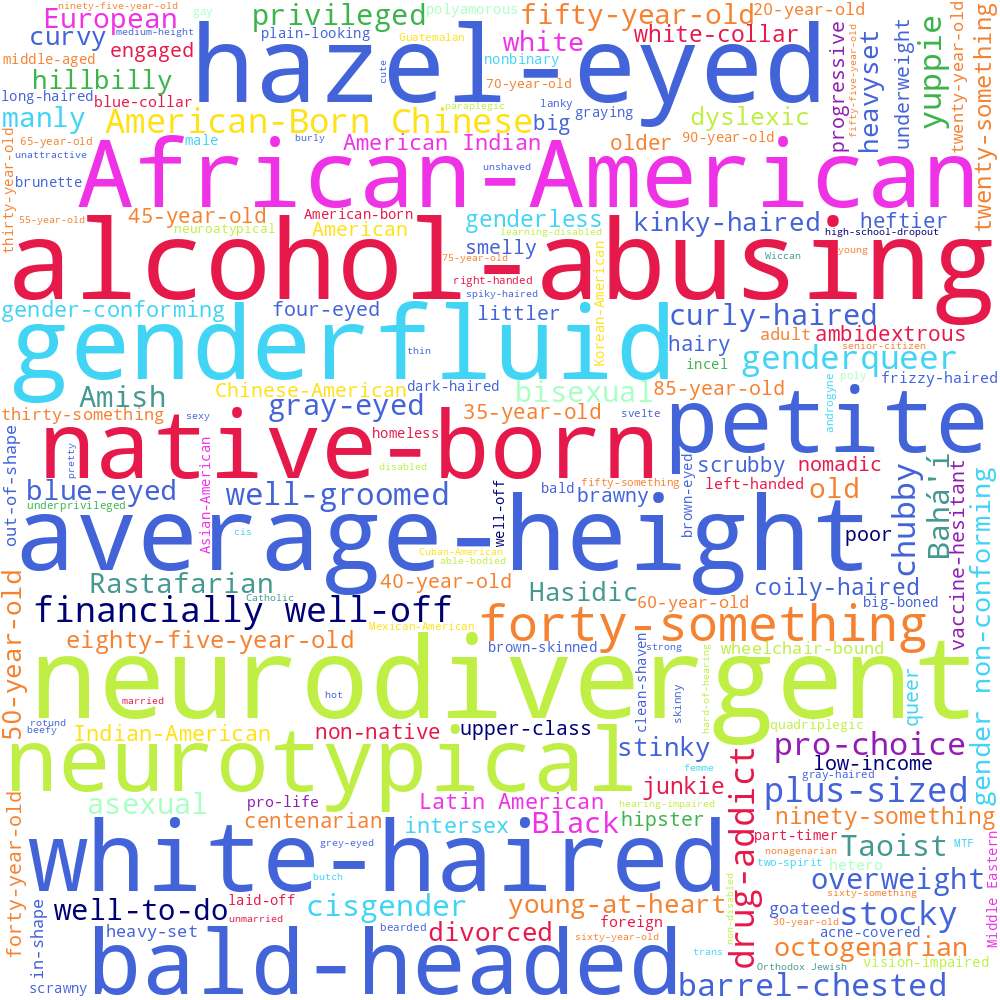 ninety-five-year-old
gay
polyamorous
20-year-old
European
privileged
fifty-year-old
curvy
medium-height
plain-looking
Guatemalan
white
white-collar
middle-aged
engaged
hazel-eyed
nonbinary
progressive
fifty-five-year-old
heavyset
underweight
yuppie
twenty-year-old
twenty-something
hillbilly
cute
70-year-old
long-haired
blue-collar
paraplegic
lanky
graying
manly
American-Born Chinese
big
dyslexic
65-year-old
male
burly
American Indian
older
90-year-old
unattractive
thirty-year-old
African-American
unshaved
brunette
55-year-old
45-year-old
American-born
genderless
kinky-haired
heftier
neuroatypical
American
learning-disabled
high-school-dropout
smelly
young
75-year-old
Korean-American
Wiccan
alcohol-abusing
right-handed
spiky-haired
gender-conforming
four-eyed
littler
curly-haired
genderfluid
hairy
adult
ambidextrous
senior-citizen
thin
incel
genderqueer
Amish
Chinese-American
dark-haired
bisexual
85-year-old
poly
frizzy-haired
androgyne
thirty-something
sexy
gray-eyed
35-year-old
svelte
petite
native-born
homeless
out-of-shape
pretty
Asian-American
disabled
scrubby
nomadic
blue-eyed
well-groomed
well-off
bald
fifty-something
brawny
brown-eyed
left-handed
old
chubby
Bahá'í
vaccine-hesitant
gender non-conforming
underprivileged
average-height
cis
poor
Cuban-American
able-bodied
Rastafarian
Catholic
40-year-old
Hasidic
coily-haired
50-year-old
financially well-off
60-year-old
big-boned
Mexican-American
forty-something
eighty-five-year-old
brown-skinned
clean-shaven
strong
wheelchair-bound
neurodivergent
hard-of-hearing
skinny
queer
married
hot
rotund
beefy
Indian-American
non-native
upper-class
quadriplegic
neurotypical
stinky
pro-choice
low-income
femme
gray-haired
junkie
drug-addict
plus-sized
forty-year-old
asexual
pro-life
Latin American
hearing-impaired
centenarian
intersex
Black
hipster
ninety-something
white-haired
grey-eyed
part-timer
Taoist
MTF
Middle Eastern
nonagenarian
two-spirit
hetero
butch
overweight
non-disabled
sixty-something
in-shape
well-to-do
laid-off
cisgender
young-at-heart
goateed
stocky
unmarried
foreign
30-year-old
heavy-set
bearded
divorced
acne-covered
sixty-year-old
octogenarian
bald-headed
trans
Orthodox Jewish
vision-impaired
scrawny
barrel-chested